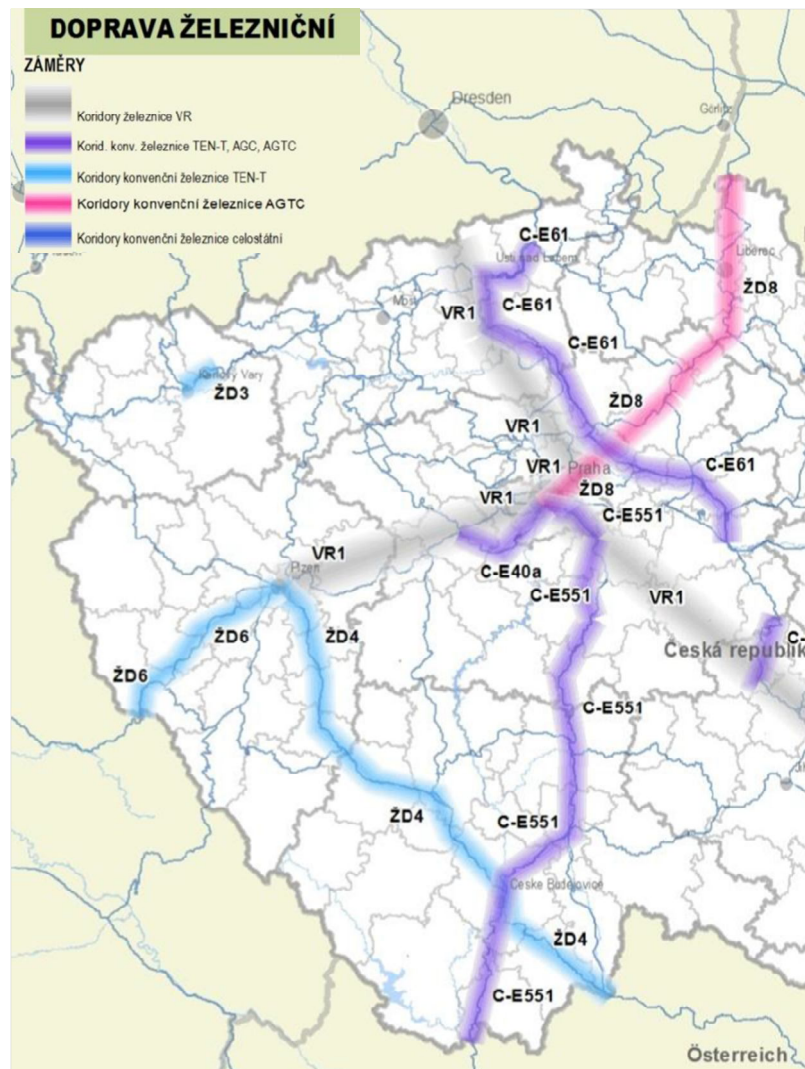 DOPRAVA ŽELEZNIČNÍ
ZÁMĚRY
Koridory železnice VR
Korid. konv. železnice TEN-T, AGC, AGTC
Koridory konvenční železnice TEN-T
Koridory konvenční železnice AGTC
Koridory konvenční železnice celostátní
Dresden
Görlitz
C-E61
Ústí nad Labem
Liberec
ŽD8
VR1
C-E61
Most
C-E61
Karlovy Vary
ŽD3
ŽD8
VR1
VR1
Praha
C-E61
ŽD8
VR1
C-E551
VR1
Plzeň
C-E40a
C-E551
VR1
ŽD6
ŽD4
C-
Česká republik
ŽD6
C-E551
ŽD4
C-E551
České Budějovice
ŽD4
C-E551
Österreich